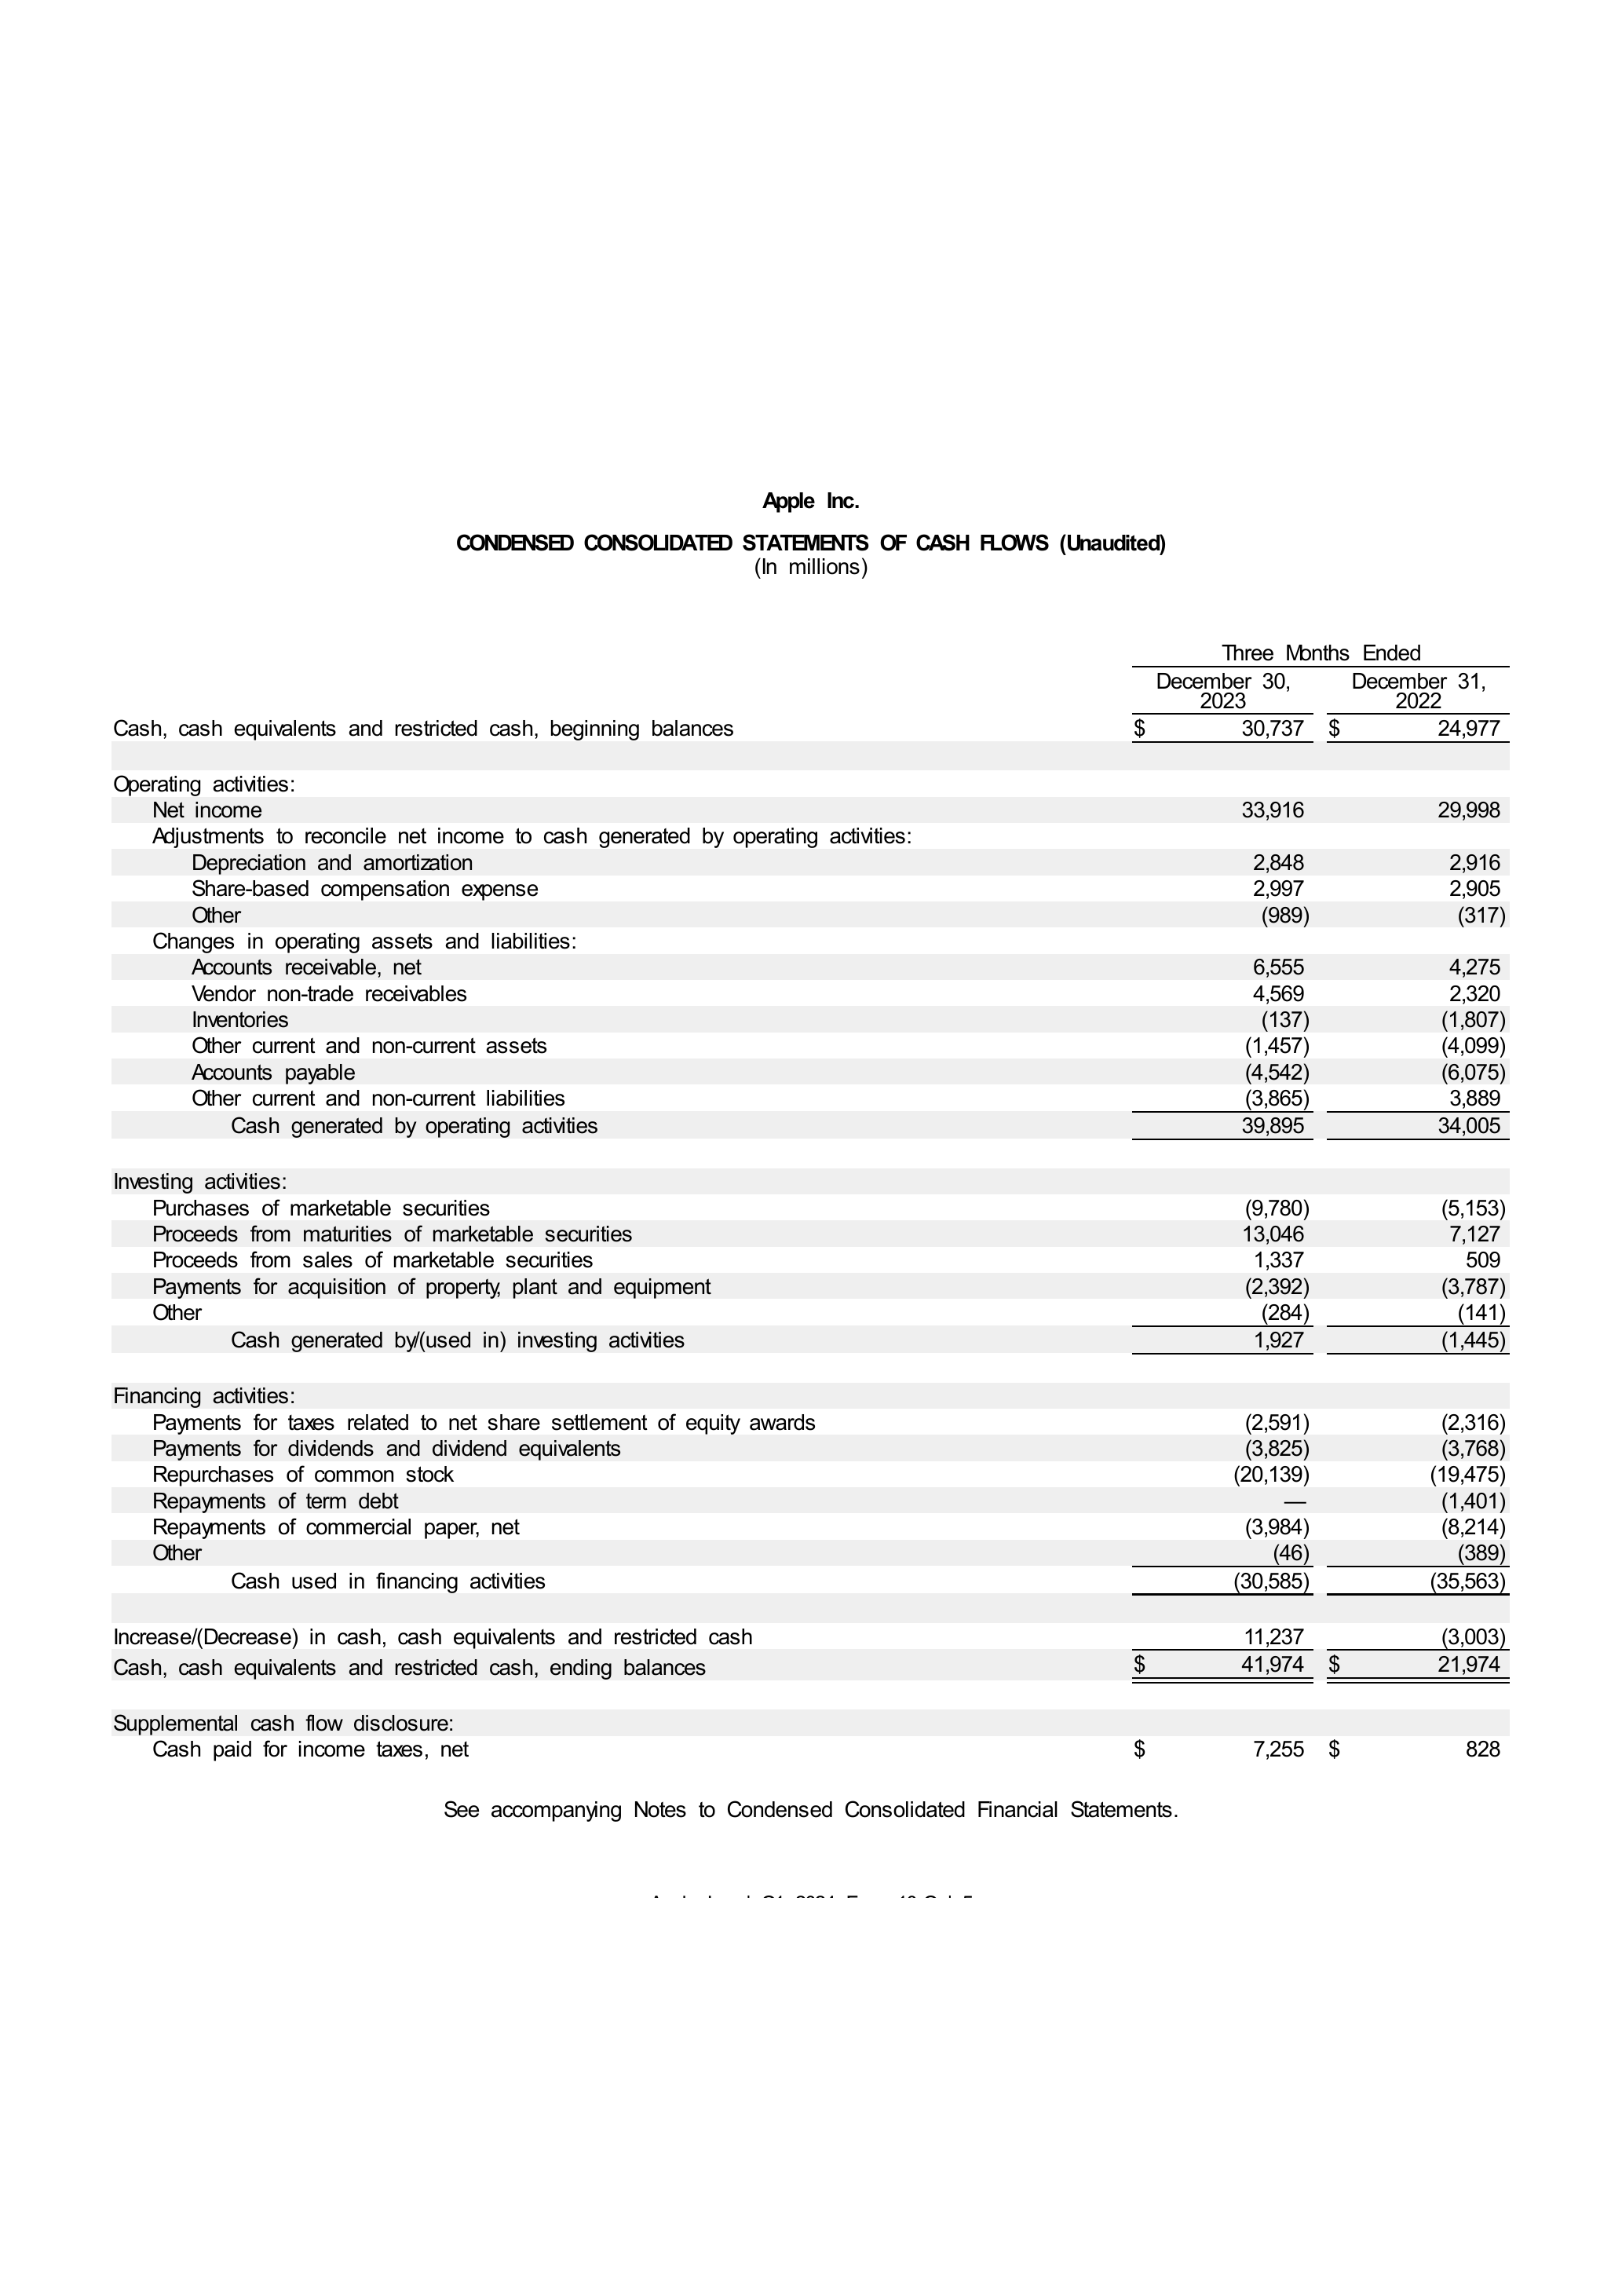 Apple Inc.
CONDENSED CONSOLIDATED STATEMENTS OF CASH FLOWS (Unaudited)
(In millions)
Three Months Ended
December 30, 2023 December 31, 2022
Cash, cash equivalents and restricted cash, beginning balances $ 30,737 $ 24,977
Operating activities:
Net income 33,916 29,998
Adjustments to reconcile net income to cash generated by operating activities:
Depreciation and amortization 2,848 2,916
Share-based compensation expense 2,997 2,905
Other (989) (317)
Changes in operating assets and liabilities:
Accounts receivable, net 6,555 4,275
Vendor non-trade receivables 4,569 2,320
Inventories (137) (1,807)
Other current and non-current assets (1,457) (4,099)
Accounts payable (4,542) (6,075)
Other current and non-current liabilities (3,865) 3,889
Cash generated by operating activities 39,895 34,005
Investing activities:
Purchases of marketable securities (9,780) (5,153)
Proceeds from maturities of marketable securities 13,046 7,127
Proceeds from sales of marketable securities 1,337 509
Payments for acquisition of property, plant and equipment (2,392) (3,787)
Other (284) (141)
Cash generated by/(used in) investing activities 1,927 (1,445)
Financing activities:
Payments for taxes related to net share settlement of equity awards (2,591) (2,316)
Payments for dividends and dividend equivalents (3,825) (3,768)
Repurchases of common stock (20,139) (19,475)
Repayments of term debt — (1,401)
Repayments of commercial paper, net (3,984) (8,214)
Other (46) (389)
Cash used in financing activities (30,585) (35,563)
Increase/(Decrease) in cash, cash equivalents and restricted cash 11,237 (3,003)
Cash, cash equivalents and restricted cash, ending balances $ 41,974 $ 21,974
Supplemental cash flow disclosure:
Cash paid for income taxes, net $ 7,255 $ 828
See accompanying Notes to Condensed Consolidated Financial Statements.